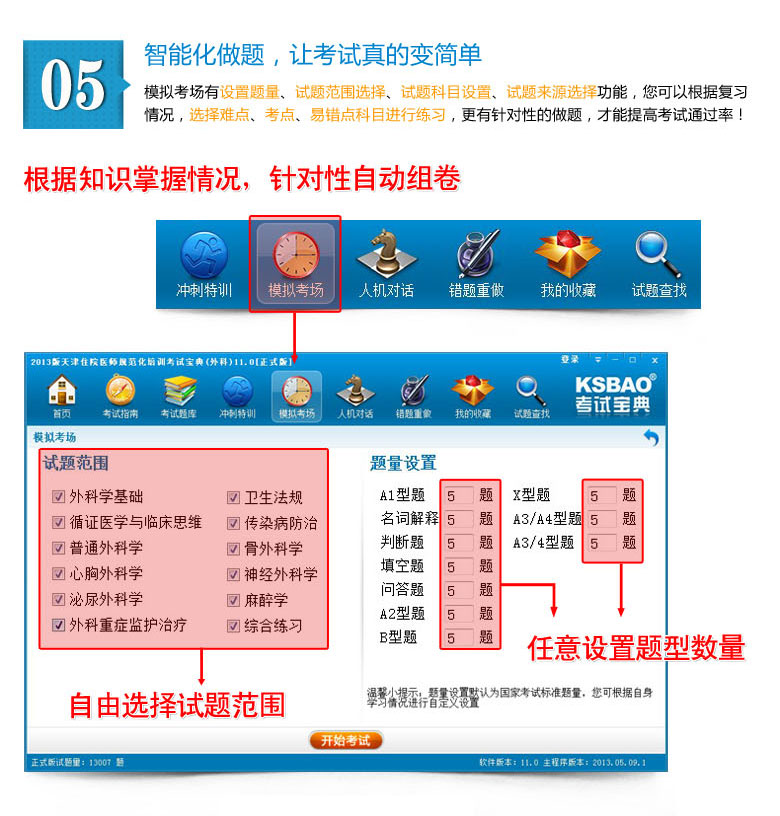 05
智能化做题，让考试真的变简单
模拟考场有设置题量、试题范围选择、试题科目设置、试题来源选择功能，您可以根据复习
情况，选择难点、考点、易错点科目进行练习，更有针对性的做题，才能提高考试通过率！
根据知识掌握情况，针对性自动组卷
冲刺特训 模拟考场 人机对话 错题重做 我的收藏 试题查找
2013版天津住院医师规范化培训考试宝典(外科)11.0[正式版] 登录
首页 考试指南 考试题库 冲刺特训 模拟考场 人机对话 错题重做 我的收藏 试题查找
KSBAO®
考试宝典
模拟考场
试题范围 题量设置
外科学基础 卫生法规
循证医学与临床思维 传染病防治
普通外科学 骨外科学
心胸外科学 神经外科学
泌尿外科学 麻醉学
外科重症监护治疗 综合练习
A1型题 5 题 X型题 5 题
名词解释 5 题 A3/A4型题 5 题
判断题 5 题 A3/4型题 5 题
填空题 5 题
问答题 5 题
A2型题 5 题
B型题 5 题
任意设置题型数量
自由选择试题范围
温馨小提示：题量设置默认为国家考试标准题量，您可根据自身
学习情况进行自定义设置
开始考试
正式版试题量：13007 题 软件版本：11.0 主程序版本：2013.05.09.1